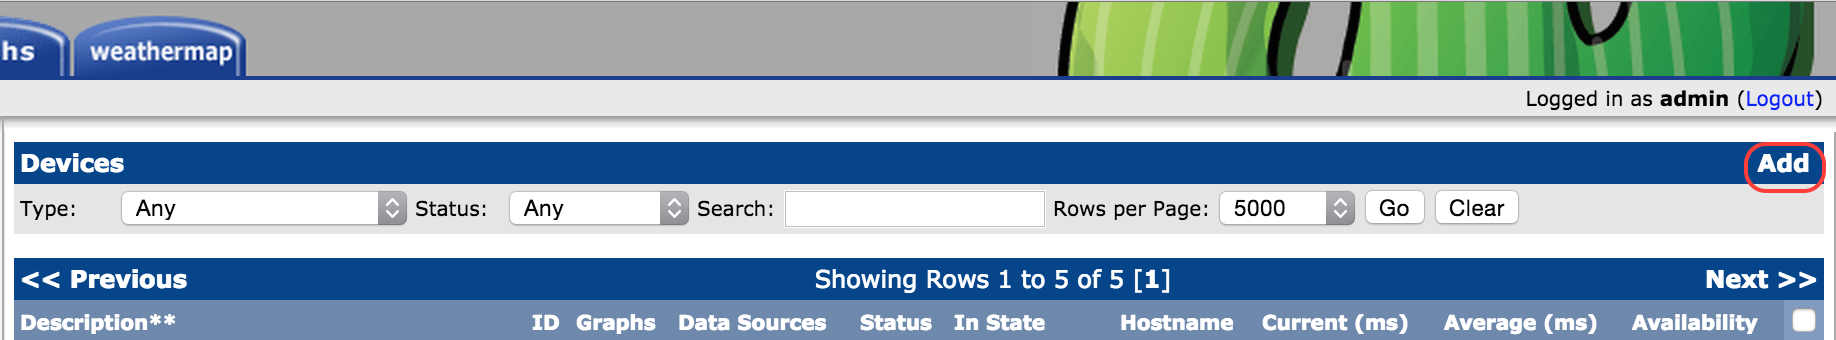 hs weathermap
Logged in as admin (Logout)
Devices Add
Type: Any Status: Any Search: Rows per Page: 5000 Go Clear
<< Previous Showing Rows 1 to 5 of 5 [1] Next >>
Description** ID Graphs Data Sources Status In State Hostname Current (ms) Average (ms) Availability